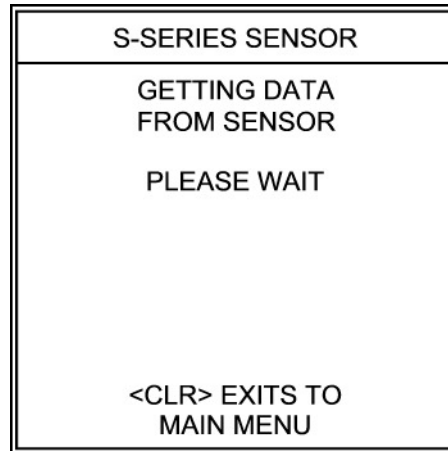 S-SERIES SENSOR
GETTING DATA
FROM SENSOR
PLEASE WAIT
<CLR> EXITS TO
MAIN MENU